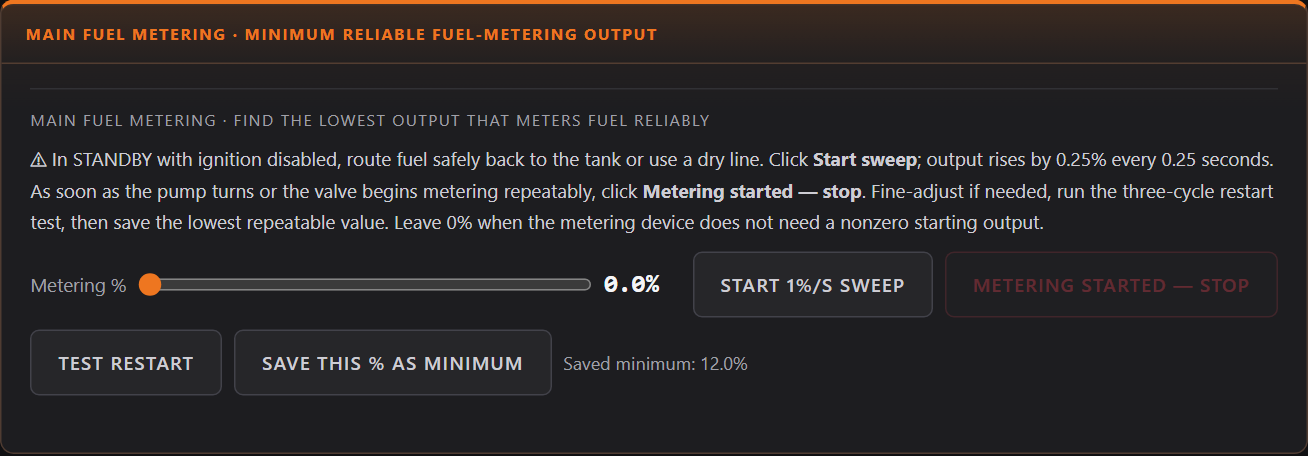 MAIN FUEL METERING · MINIMUM RELIABLE FUEL-METERING OUTPUT
MAIN FUEL METERING · FIND THE LOWEST OUTPUT THAT METERS FUEL RELIABLY
⚠ In STANDBY with ignition disabled, route fuel safely back to the tank or use a dry line. Click Start sweep; output rises by 0.25% every 0.25 seconds.
As soon as the pump turns or the valve begins metering repeatably, click Metering started — stop. Fine-adjust if needed, run the three-cycle restart
test, then save the lowest repeatable value. Leave 0% when the metering device does not need a nonzero starting output.
Metering % 0.0% START 1%/S SWEEP METERING STARTED — STOP
TEST RESTART SAVE THIS % AS MINIMUM Saved minimum: 12.0%